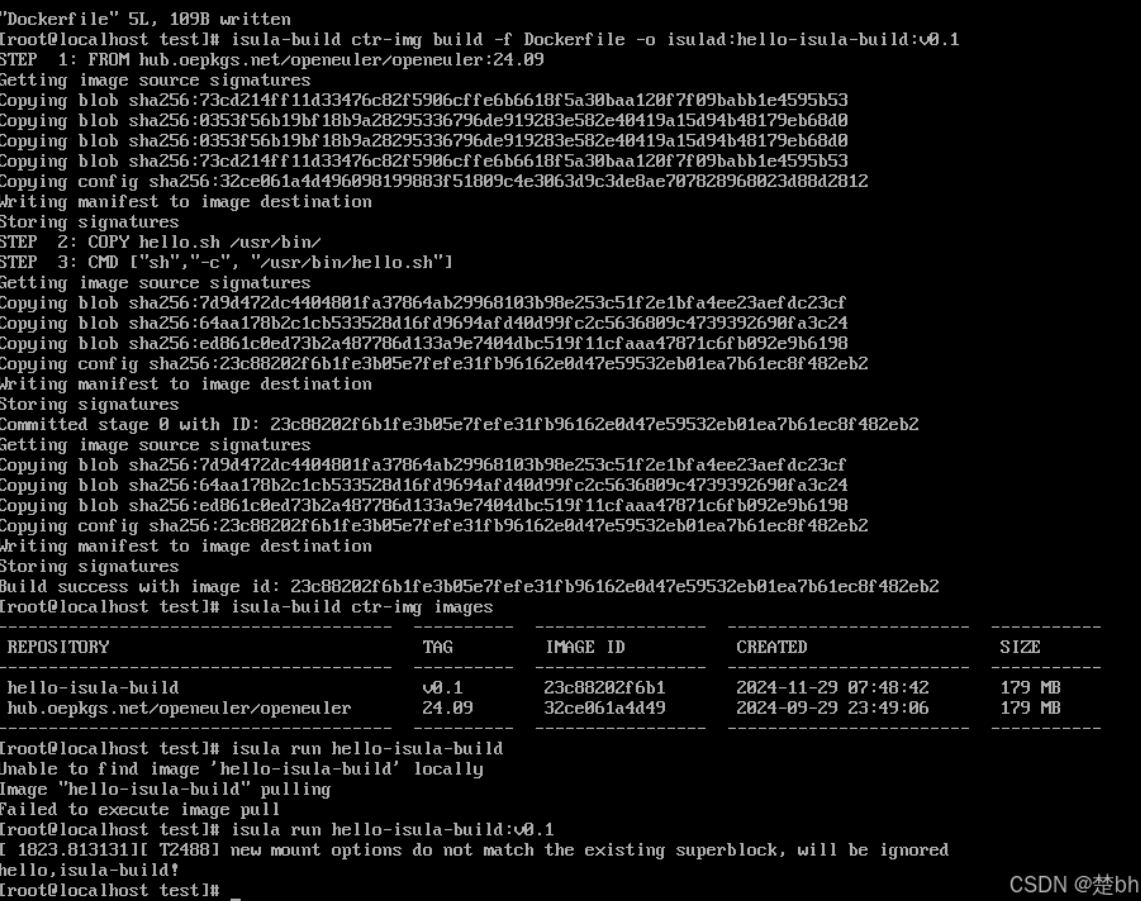 "Dockerfile" 5L, 109B written
[root@localhost test]# isula-build ctr-img build -f Dockerfile -o isulad:hello-isula-build:v0.1
STEP  1: FROM hub.oepkgs.net/openeuler/openeuler:24.09
Getting image source signatures
Copying blob sha256:73cd214ff11d33476c82f5906cffe6b6618f5a30baa120f7f09babb1e4595b53
Copying blob sha256:0353f56b19bf18b9a28295336796de919283e582e40419a15d94b48179eb68d0
Copying blob sha256:0353f56b19bf18b9a28295336796de919283e582e40419a15d94b48179eb68d0
Copying blob sha256:73cd214ff11d33476c82f5906cffe6b6618f5a30baa120f7f09babb1e4595b53
Copying config sha256:32ce061a4d496098199883f51809c4e3063d9c3de8ae707828968023d88d2812
Writing manifest to image destination
Storing signatures
STEP  2: COPY hello.sh /usr/bin/
STEP  3: CMD ["sh","-c", "/usr/bin/hello.sh"]
Getting image source signatures
Copying blob sha256:7d9d472dc4404801fa37864ab29968103b98e253c51f2e1bfa4ee23aefdc23cf
Copying blob sha256:64aa178b2c1cb533528d16fd9694afd40d99fc2c5636809c4739392690fa3c24
Copying blob sha256:ed861c0ed73b2a487786d133a9e7404dbc519f11cfaaa47871c6fb092e9b6198
Copying config sha256:23c88202f6b1fe3b05e7fefe31fb96162e0d47e59532eb01ea7b61ec8f482eb2
Writing manifest to image destination
Storing signatures
Committed stage 0 with ID: 23c88202f6b1fe3b05e7fefe31fb96162e0d47e59532eb01ea7b61ec8f482eb2
Getting image source signatures
Copying blob sha256:7d9d472dc4404801fa37864ab29968103b98e253c51f2e1bfa4ee23aefdc23cf
Copying blob sha256:64aa178b2c1cb533528d16fd9694afd40d99fc2c5636809c4739392690fa3c24
Copying blob sha256:ed861c0ed73b2a487786d133a9e7404dbc519f11cfaaa47871c6fb092e9b6198
Copying config sha256:23c88202f6b1fe3b05e7fefe31fb96162e0d47e59532eb01ea7b61ec8f482eb2
Writing manifest to image destination
Storing signatures
Build success with image id: 23c88202f6b1fe3b05e7fefe31fb96162e0d47e59532eb01ea7b61ec8f482eb2
[root@localhost test]# isula-build ctr-img images
REPOSITORY TAG IMAGE ID CREATED SIZE
hello-isula-build v0.1 23c88202f6b1 2024-11-29 07:48:42 179 MB
hub.oepkgs.net/openeuler/openeuler 24.09 32ce061a4d49 2024-09-29 23:49:06 179 MB
[root@localhost test]# isula run hello-isula-build
Unable to find image 'hello-isula-build' locally
Image "hello-isula-build" pulling
Failed to execute image pull
[root@localhost test]# isula run hello-isula-build:v0.1
[ 1823.813131][ T2488] new mount options do not match the existing superblock, will be ignored
hello,isula-build!
[root@localhost test]# _
CSDN @楚bh